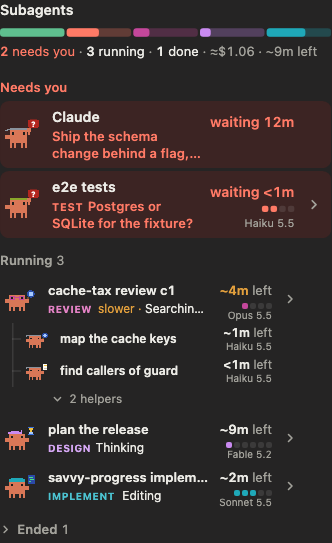 Subagents
2 needs you · 3 running · 1 done · ≈$1.06 · ~9m left
Needs you
Claude
waiting 12m
Ship the schema
change behind a flag,...
e2e tests
waiting <1m
TEST Postgres or
SQLite for the fixture?
Haiku 5.5
Running 3
cache-tax review c1
~4m left
REVIEW slower · Searchin...
Opus 5.5
map the cache keys
~1m left
Haiku 5.5
find callers of guard
<1m left
Haiku 5.5
2 helpers
plan the release
~9m left
DESIGN Thinking
Fable 5.2
savvy-progress implem...
~2m left
IMPLEMENT Editing
Sonnet 5.5
Ended 1